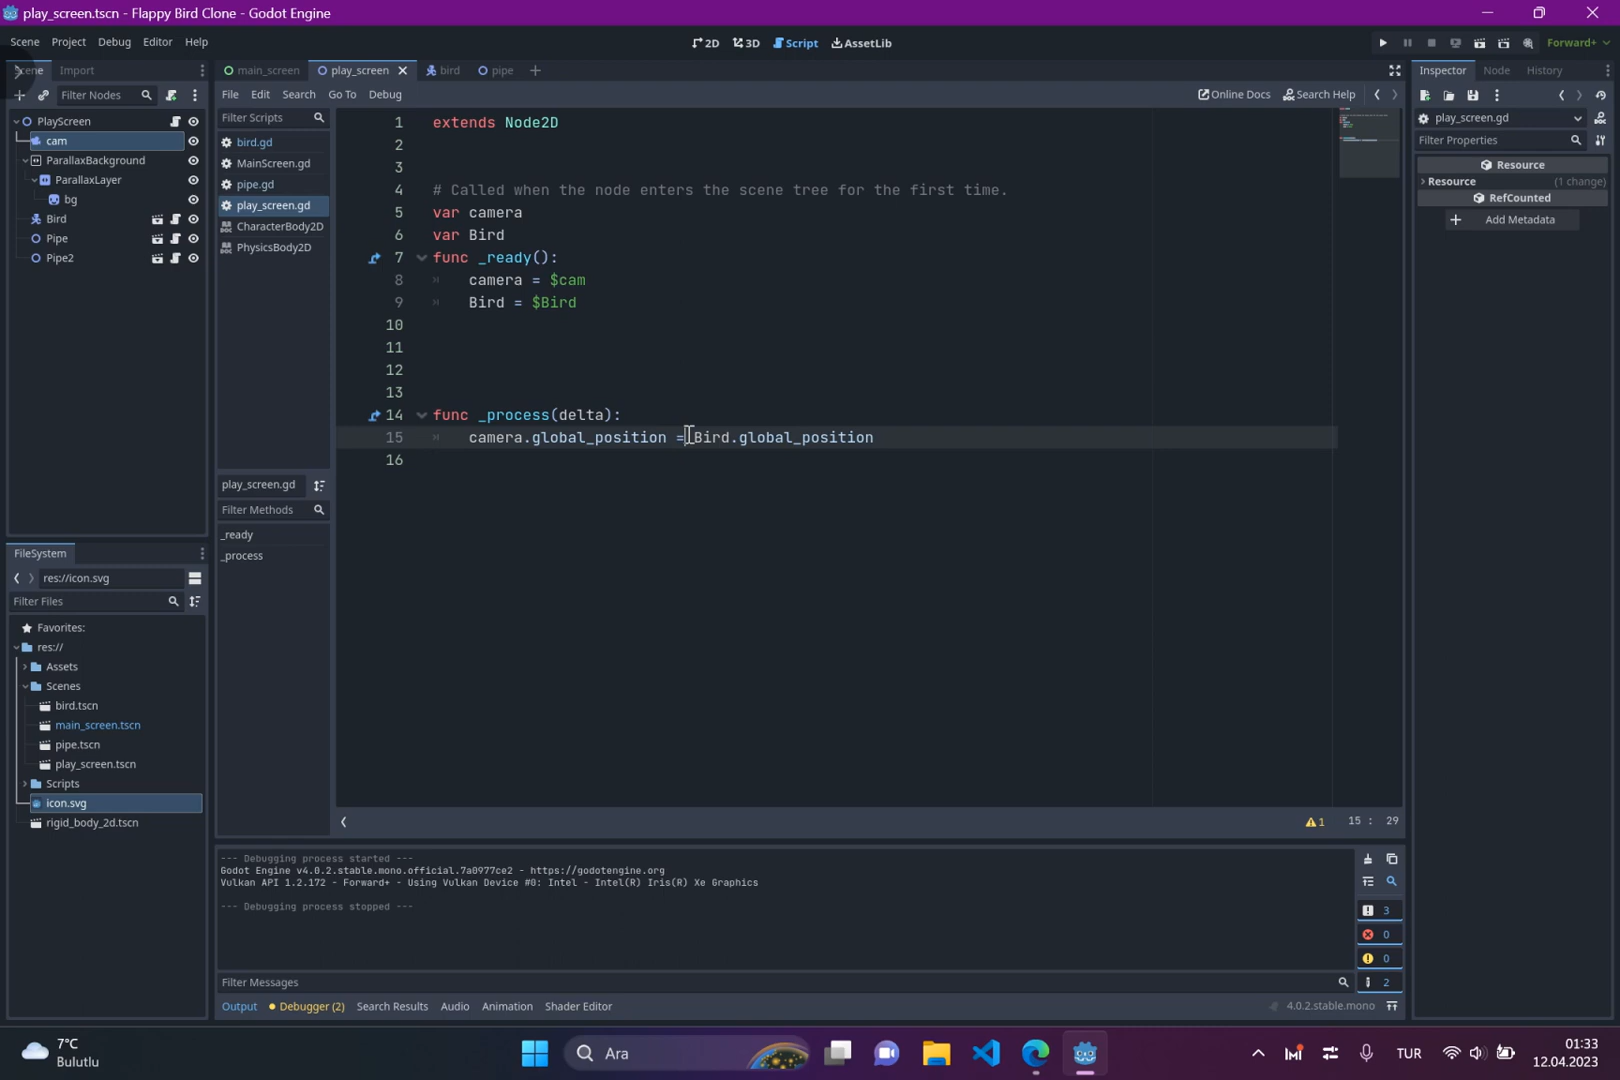 play_screen.tscn - Flappy Bird Clone - Godot Engine
Scene Project Debug Editor Help
2D 3D Script AssetLib
Forward+
Scene Import
main_screen play_screen bird pipe
Inspector Node History
Filter Nodes
File Edit Search Go To Debug
Online Docs Search Help
Filter Scripts
play_screen.gd
Filter Properties
PlayScreen
cam
ParallaxBackground
ParallaxLayer
bg
Bird
Pipe
Pipe2
bird.gd
MainScreen.gd
pipe.gd
play_screen.gd
CharacterBody2D
PhysicsBody2D
play_screen.gd
Filter Methods
_ready
_process
1 extends Node2D
2
3
4 # Called when the node enters the scene tree for the first time.
5 var camera
6 var Bird
7 func _ready():
8 camera = $cam
9 Bird = $Bird
10
11
12
13
14 func _process(delta):
15 camera.global_position = Bird.global_position
16
Resource
Resource (1 change)
RefCounted
Add Metadata
FileSystem
res://icon.svg
Filter Files
Favorites:
res://
Assets
Scenes
bird.tscn
main_screen.tscn
pipe.tscn
play_screen.tscn
Scripts
icon.svg
rigid_body_2d.tscn
1 15 : 29
--- Debugging process started ---
Godot Engine v4.0.2.stable.mono.official.7a0977ce2 - https://godotengine.org
Vulkan API 1.2.172 - Forward+ - Using Vulkan Device #0: Intel - Intel(R) Iris(R) Xe Graphics
--- Debugging process stopped ---
3
0
0
2
Filter Messages
Output Debugger (2) Search Results Audio Animation Shader Editor
4.0.2.stable.mono
7°C
Bulutlu
Ara
TUR
01:33
12.04.2023